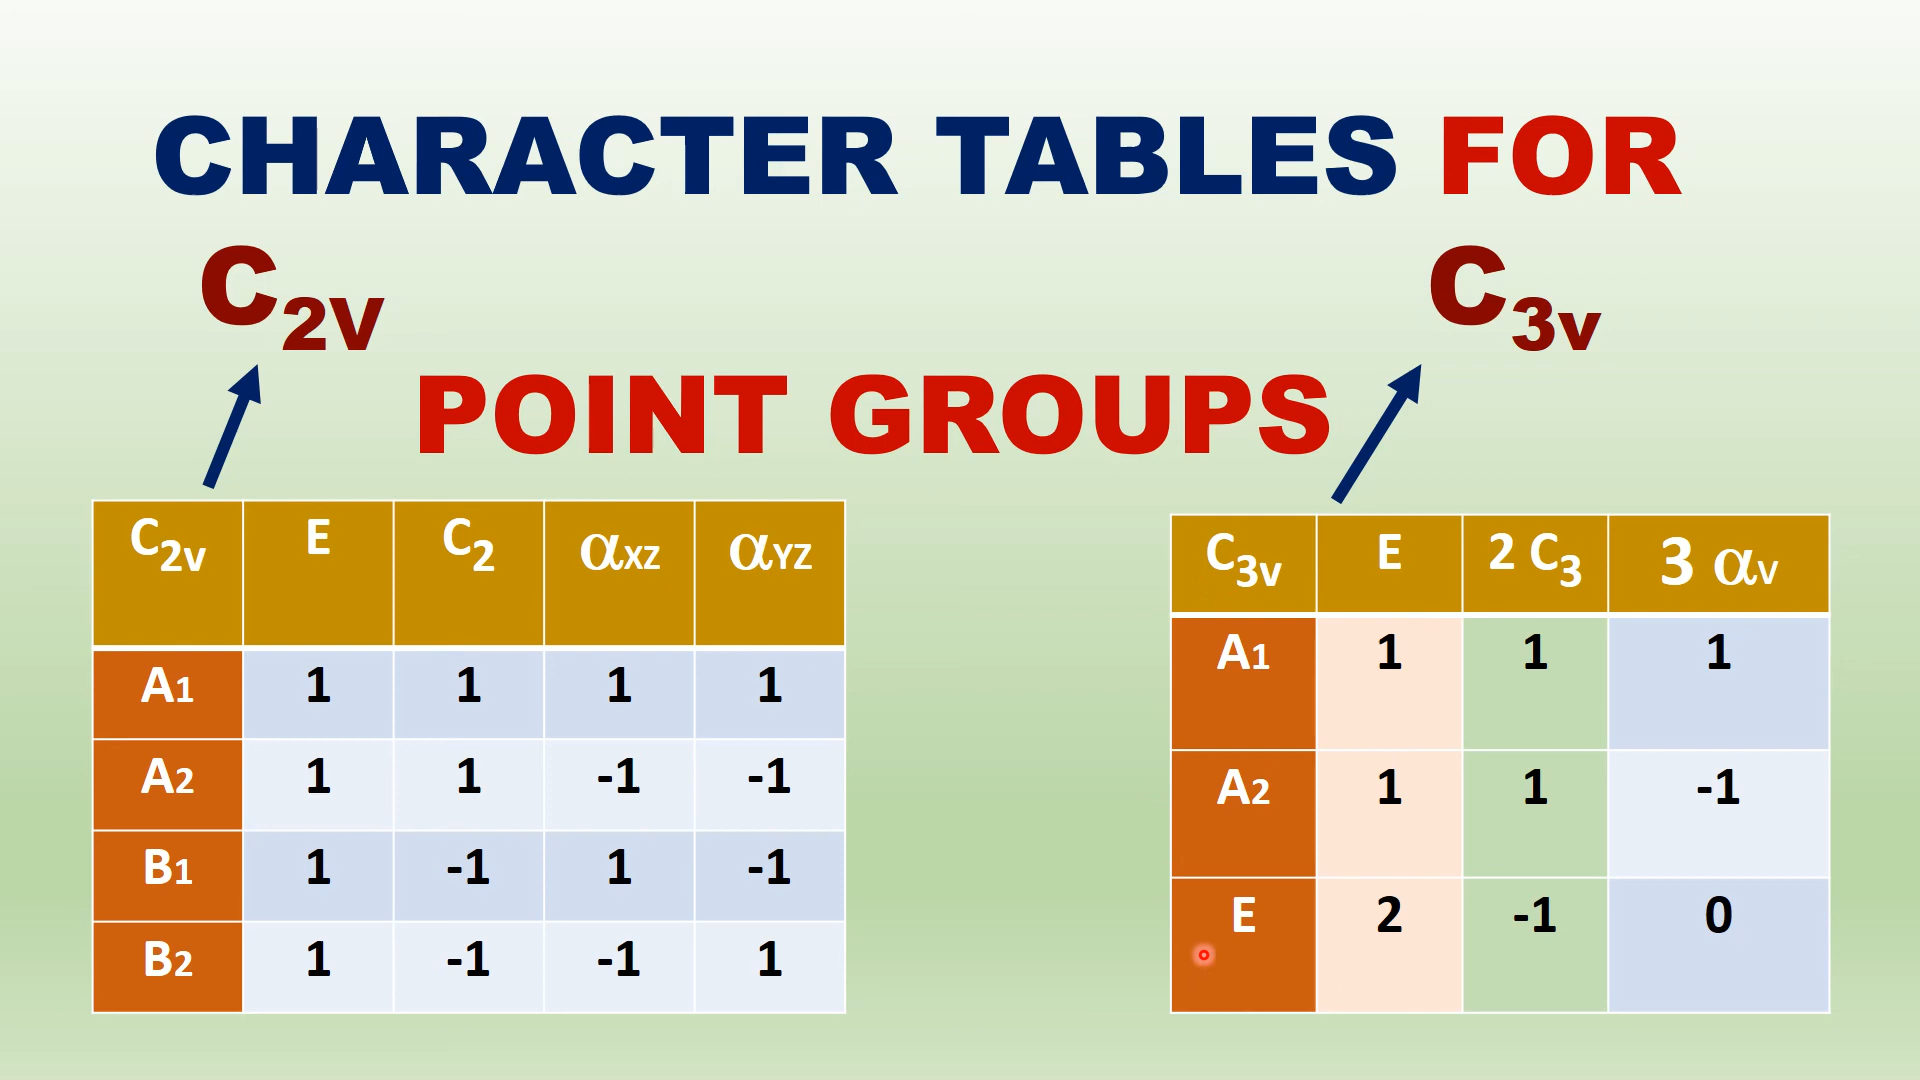 CHARACTER TABLES FOR
C2V C3v
POINT GROUPS
C2v E C2 αXZ αYZ
A1 1 1 1 1
A2 1 1 -1 -1
B1 1 -1 1 -1
B2 1 -1 -1 1
C3v E 2 C3 3 αV
A1 1 1 1
A2 1 1 -1
E 2 -1 0